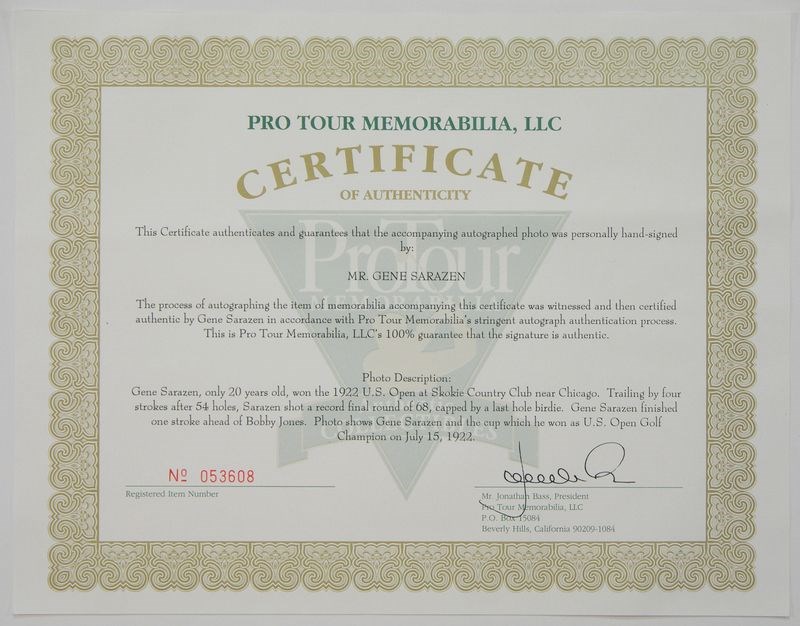 PRO TOUR MEMORABILIA, LLC
CERTIFICATE
OF AUTHENTICITY
ProTour
MEMORABILIA
This Certificate authenticates and guarantees that the accompanying autographed photo was personally hand-signed
by:
MR. GENE SARAZEN
The process of autographing the item of memorabilia accompanying this certificate was witnessed and then certified
authentic by Gene Sarazen in accordance with Pro Tour Memorabilia's stringent autograph authentication process.
This is Pro Tour Memorabilia, LLC's 100% guarantee that the signature is authentic.
Photo Description:
Gene Sarazen, only 20 years old, won the 1922 U.S. Open at Skokie Country Club near Chicago. Trailing by four
strokes after 54 holes, Sarazen shot a record final round of 68, capped by a last hole birdie. Gene Sarazen finished
one stroke ahead of Bobby Jones. Photo shows Gene Sarazen and the cup which he won as U.S. Open Golf
Champion on July 15, 1922.
Nº 053608
Registered Item Number
Mr. Jonathan Bass, President
Pro Tour Memorabilia, LLC
P.O. Box 15084
Beverly Hills, California 90209-1084